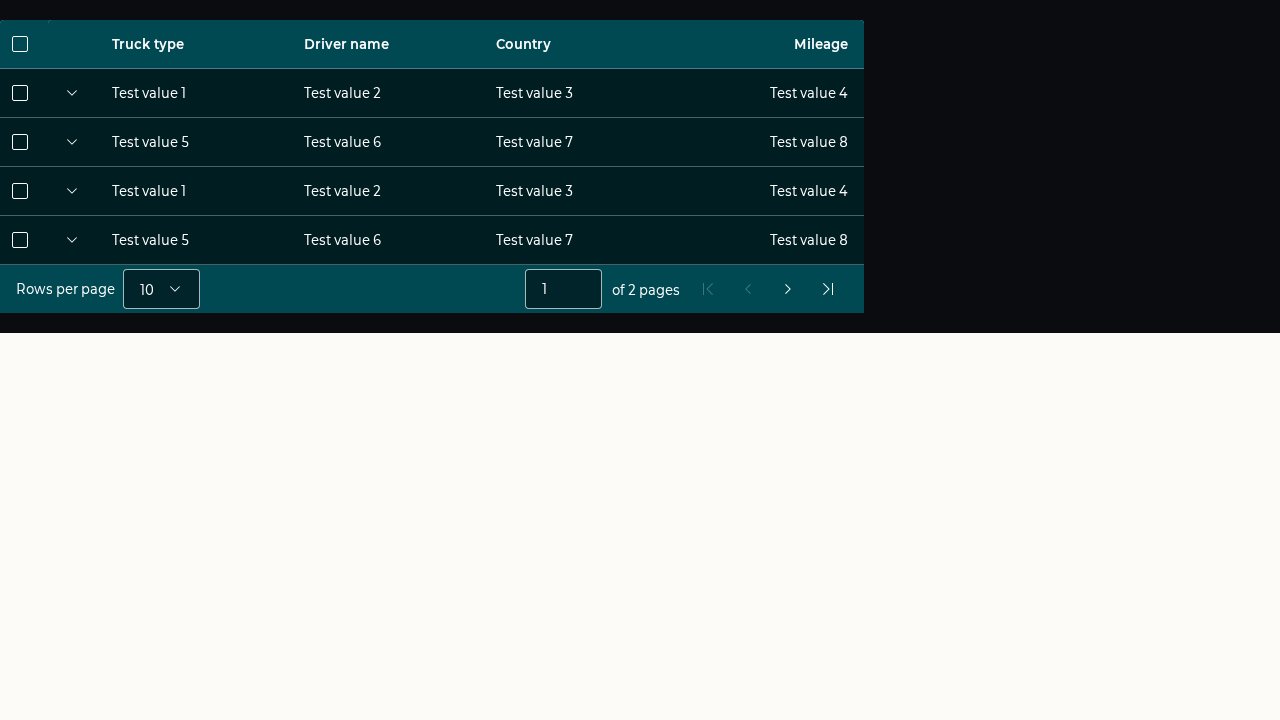 Truck type Driver name Country Mileage
Test value 1 Test value 2 Test value 3 Test value 4
Test value 5 Test value 6 Test value 7 Test value 8
Test value 1 Test value 2 Test value 3 Test value 4
Test value 5 Test value 6 Test value 7 Test value 8
Rows per page 10 1 of 2 pages